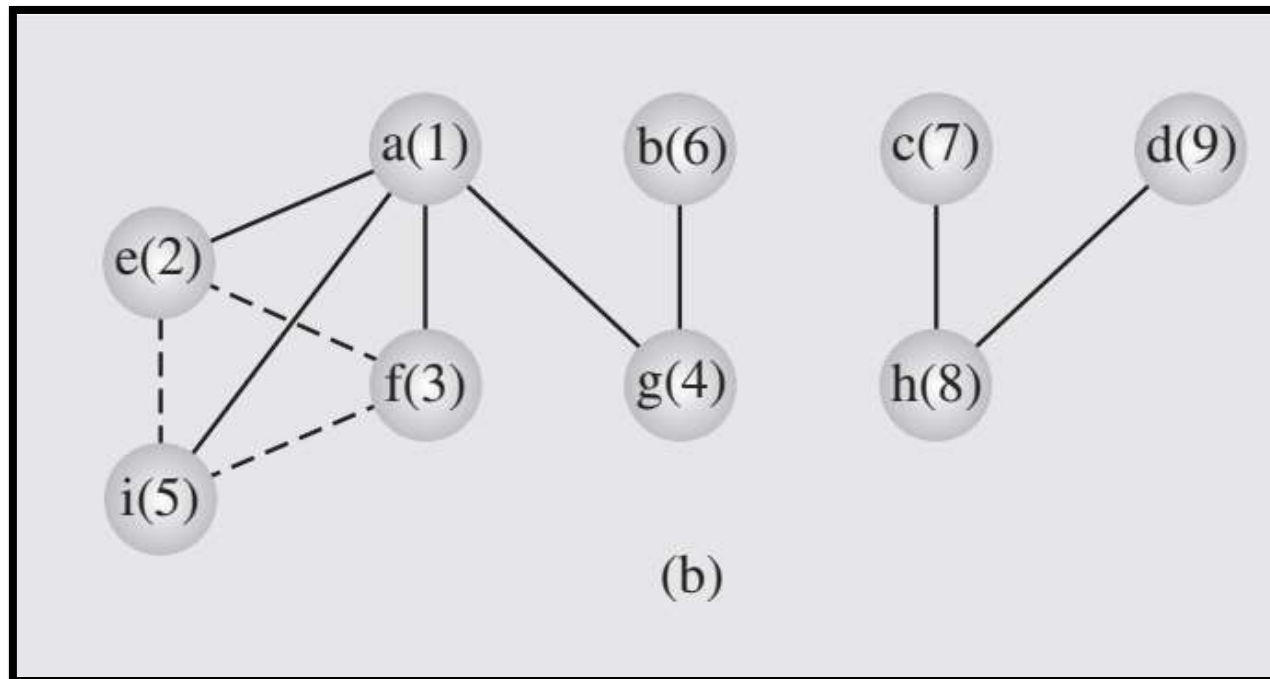 a(1) b(6) c(7) d(9)
e(2)
f(3) g(4) h(8)
i(5)
(b)